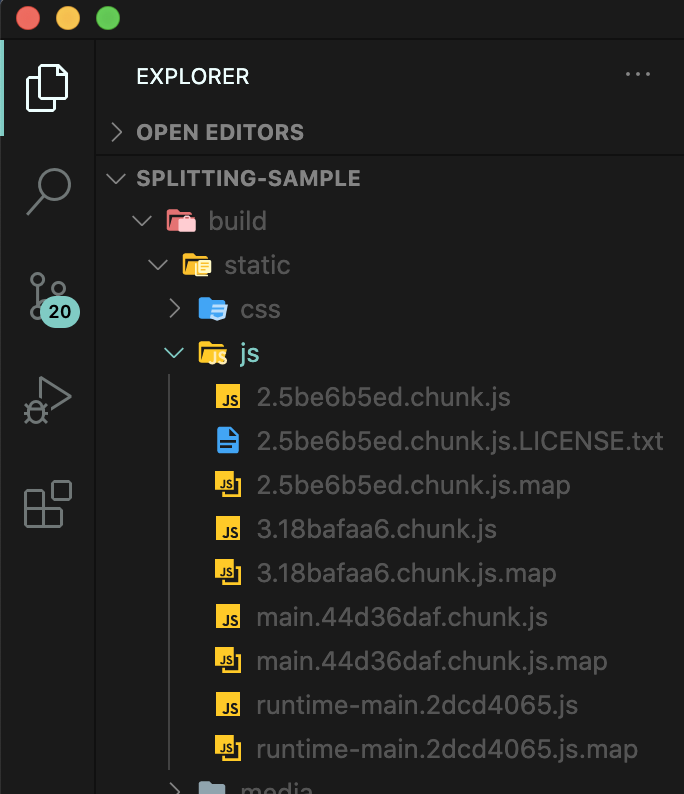 EXPLORER
OPEN EDITORS
SPLITTING-SAMPLE
build
static
20
css
JS js
JS 2.5be6b5ed.chunk.js
2.5be6b5ed.chunk.js.LICENSE.txt
JS 2.5be6b5ed.chunk.js.map
JS 3.18bafaa6.chunk.js
JS 3.18bafaa6.chunk.js.map
JS main.44d36daf.chunk.js
JS main.44d36daf.chunk.js.map
JS runtime-main.2dcd4065.js
JS runtime-main.2dcd4065.js.map
media